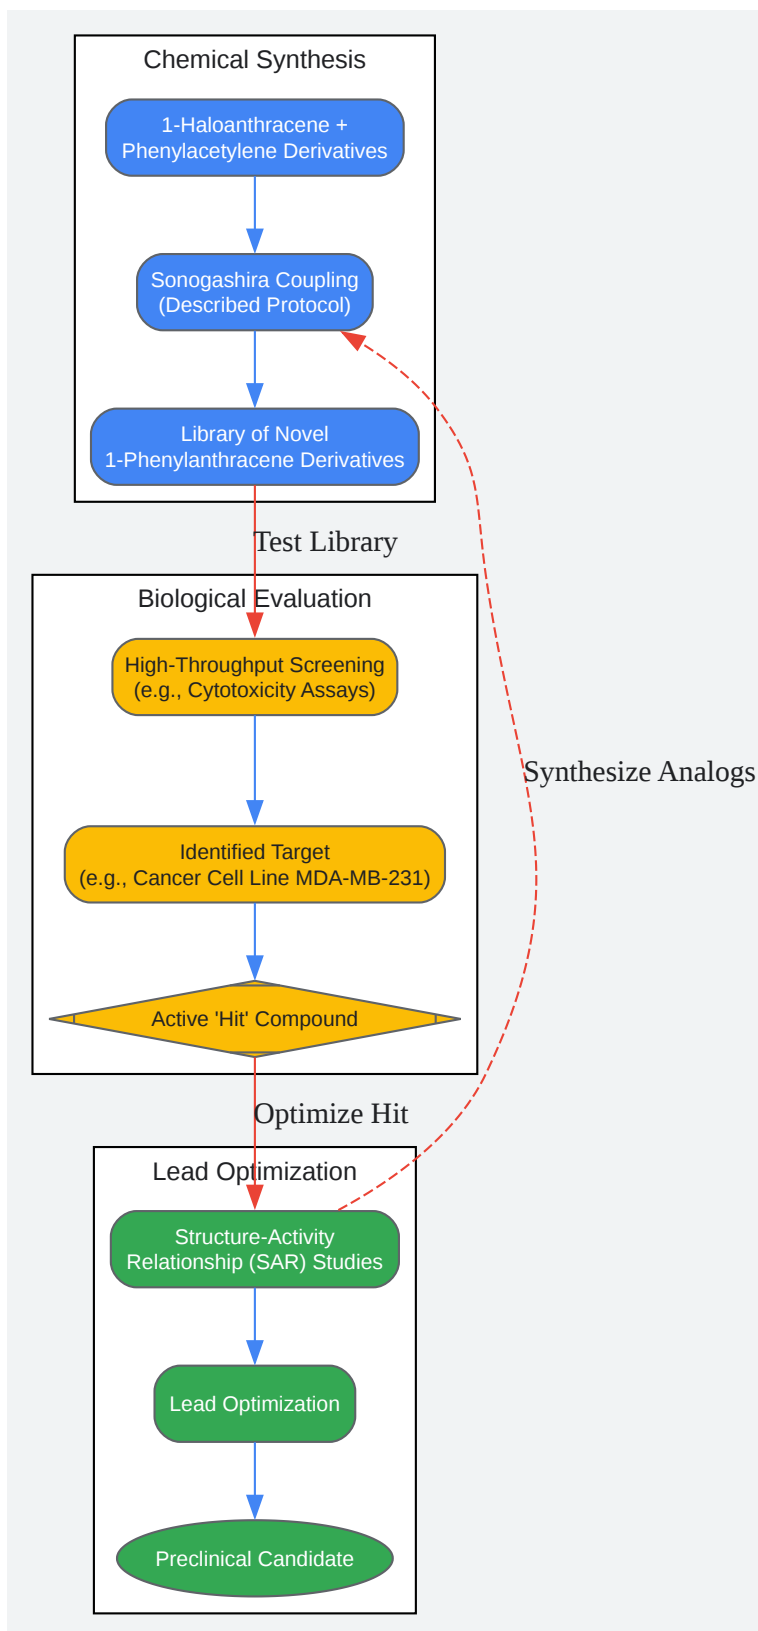 Chemical Synthesis
1-Haloanthracene +
Phenylacetylene Derivatives
Sonogashira Coupling
(Described Protocol)
Library of Novel
1-Phenylanthracene Derivatives
Test Library
Biological Evaluation
High-Throughput Screening
(e.g., Cytotoxicity Assays)
Synthesize Analogs
Identified Target
(e.g., Cancer Cell Line MDA-MB-231)
Active 'Hit' Compound
Optimize Hit
Lead Optimization
Structure-Activity
Relationship (SAR) Studies
Lead Optimization
Preclinical Candidate